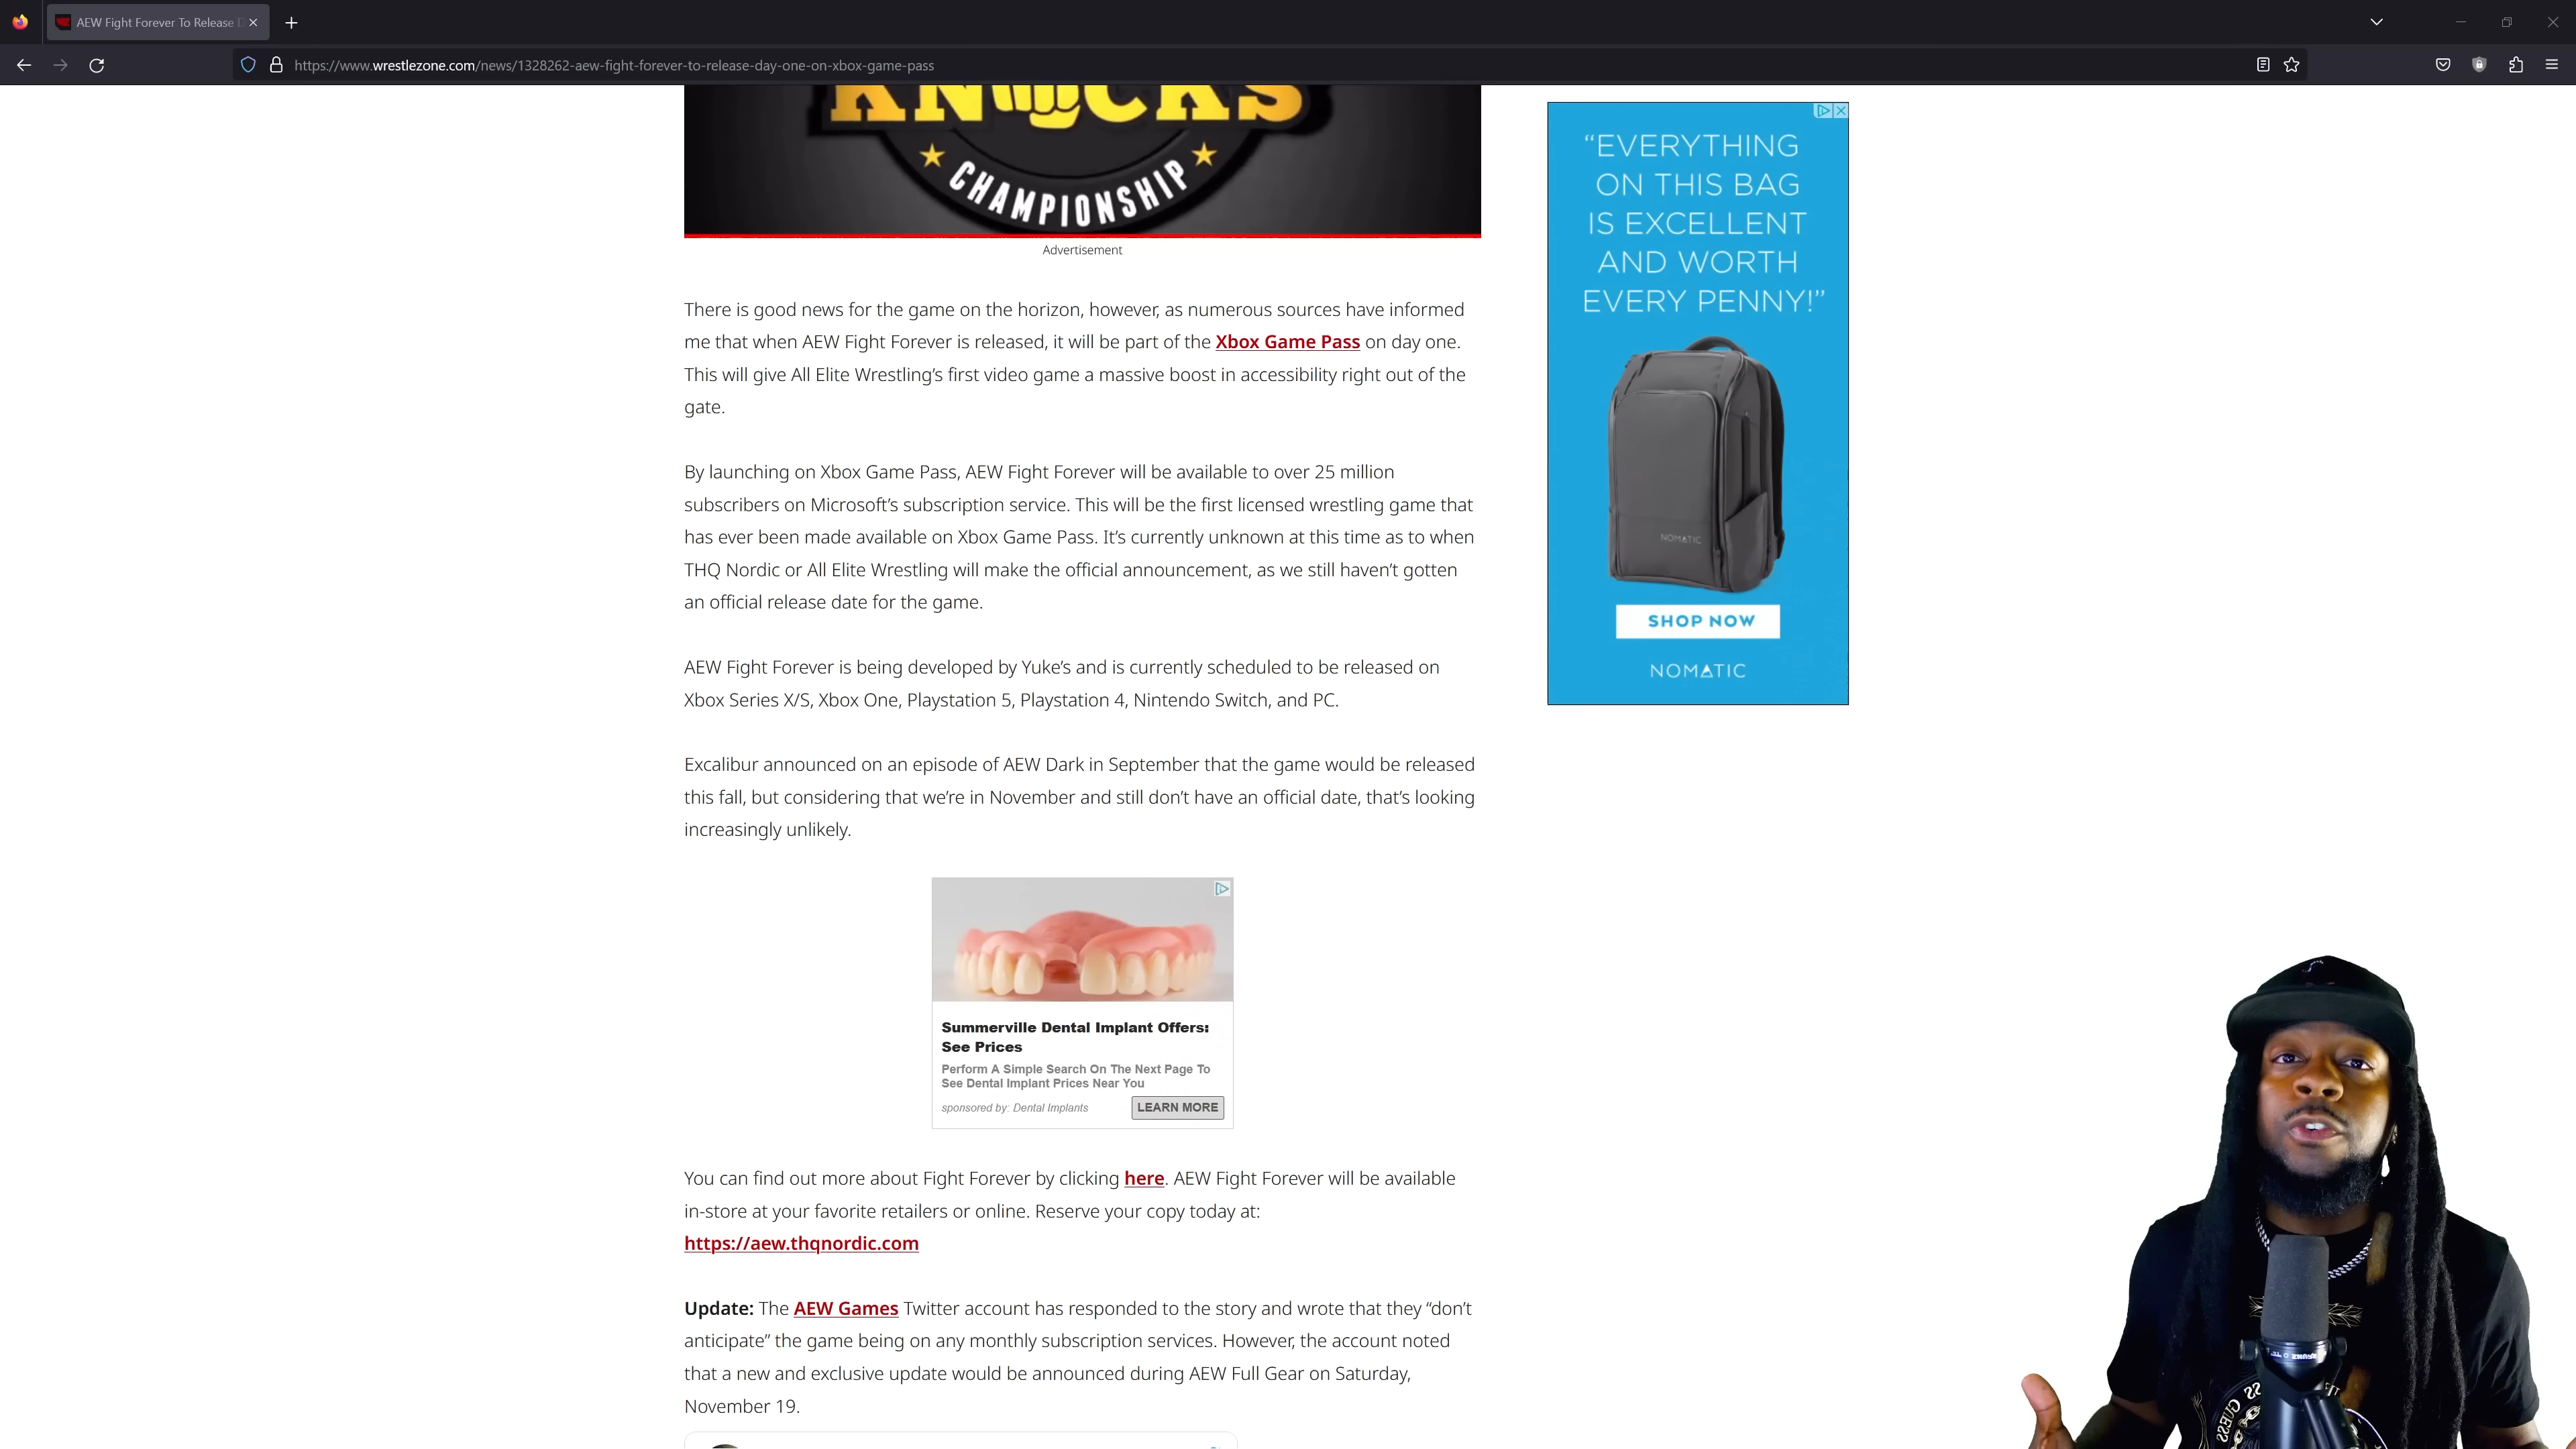 AEW Fight Forever To Release D
https://www.wrestlezone.com/news/1328262-aew-fight-forever-to-release-day-one-on-xbox-game-pass
KNOCKS
CHAMPIONSHIP
Advertisement
There is good news for the game on the horizon, however, as numerous sources have informed
me that when AEW Fight Forever is released, it will be part of the Xbox Game Pass on day one.
This will give All Elite Wrestling’s first video game a massive boost in accessibility right out of the
gate.
By launching on Xbox Game Pass, AEW Fight Forever will be available to over 25 million
subscribers on Microsoft’s subscription service. This will be the first licensed wrestling game that
has ever been made available on Xbox Game Pass. It’s currently unknown at this time as to when
THQ Nordic or All Elite Wrestling will make the official announcement, as we still haven’t gotten
an official release date for the game.
AEW Fight Forever is being developed by Yuke’s and is currently scheduled to be released on
Xbox Series X/S, Xbox One, Playstation 5, Playstation 4, Nintendo Switch, and PC.
Excalibur announced on an episode of AEW Dark in September that the game would be released
this fall, but considering that we’re in November and still don’t have an official date, that’s looking
increasingly unlikely.
Summerville Dental Implant Offers:
See Prices
Perform A Simple Search On The Next Page To
See Dental Implant Prices Near You
sponsored by: Dental Implants
LEARN MORE
You can find out more about Fight Forever by clicking here. AEW Fight Forever will be available
in-store at your favorite retailers or online. Reserve your copy today at:
https://aew.thqnordic.com
Update: The AEW Games Twitter account has responded to the story and wrote that they “don’t
anticipate” the game being on any monthly subscription services. However, the account noted
that a new and exclusive update would be announced during AEW Full Gear on Saturday,
November 19.
“EVERYTHING
ON THIS BAG
IS EXCELLENT
AND WORTH
EVERY PENNY!”
NOMATIC
SHOP NOW
NOMATIC